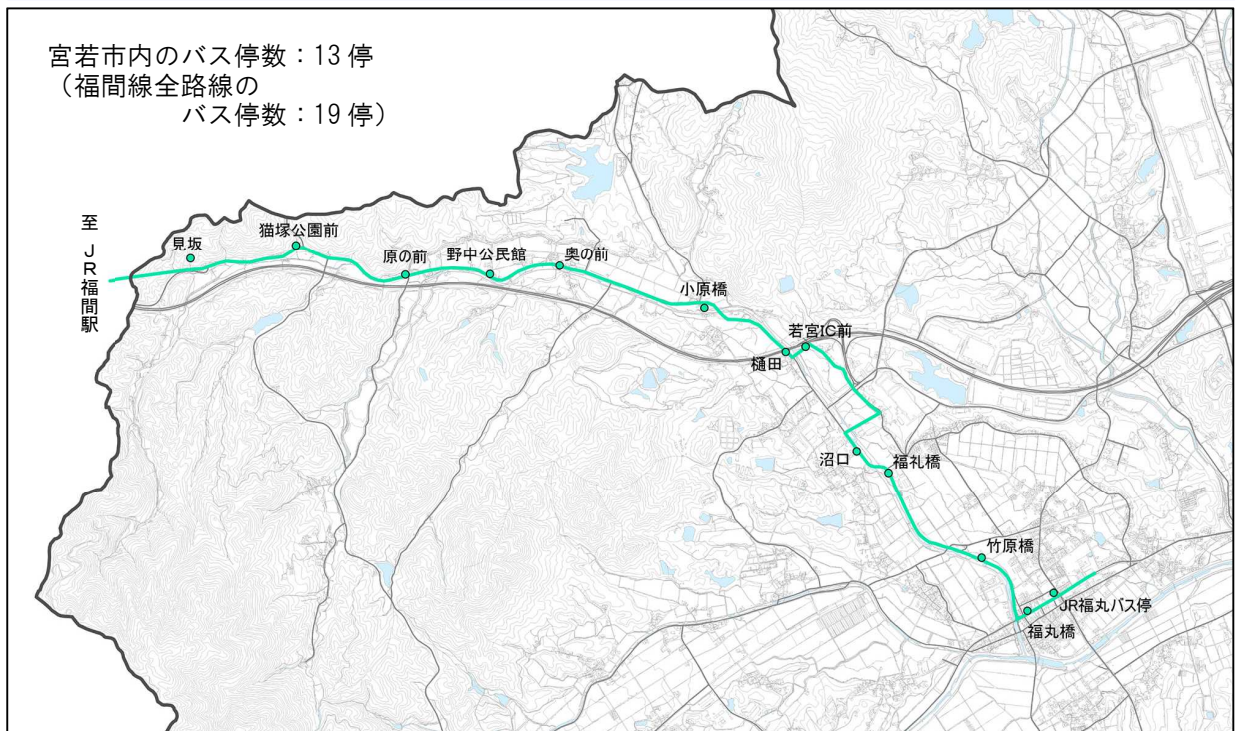 宮若市内のバス停数：13停
（福間線全路線の
バス停数：19停）
至 JR福間駅
見坂
猫塚公園前
原の前
野中公民館
奥の前
小原橋
若宮IC前
樋田
沼口
福礼橋
竹原橋
JR福丸バス停
福丸橋